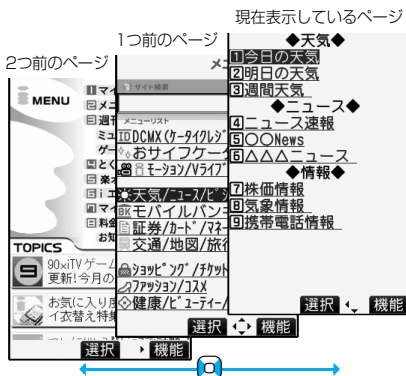 現在表示しているページ
1つ前のページ
2つ前のページ
◆天気◆
1今日の天気
2明日の天気
3週間天気
◆ニュース◆
4ニュース速報
5○○News
6△△△ニュース
◆情報◆
7株価情報
8気象情報
9携帯電話情報
選択 機能
メニューリスト
iD DCMX(ケータイクレジ
おサイフケー
iモーション/Vライブ
天気/ニュース/ビジ
BKモバイルバン
証券/カード/マネ
交通/地図/旅行
ショッピング/チケット
ファッション/コスメ
健康/ビューティー/
選択 機能
MENU
TOPICS
90×iTVゲーム
更新!今月の
お気に入り
イ衣替え特集
選択 機能